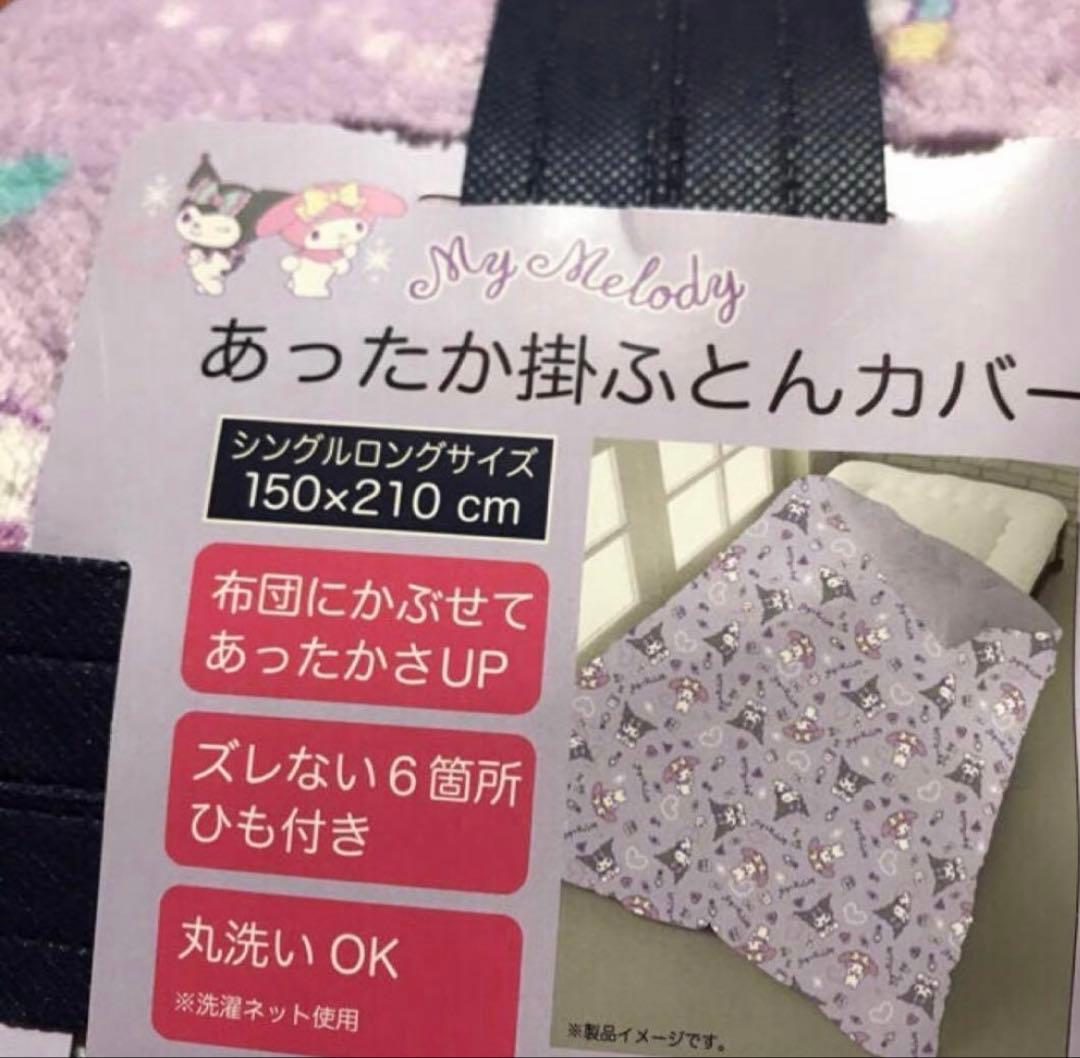 My Melody
あったか掛ふとんカバー
シングルロングサイズ
150×210 cm
布団にかぶせて
あったかさUP
ズレない6箇所
ひも付き
丸洗い OK
※洗濯ネット使用
※製品イメージです。